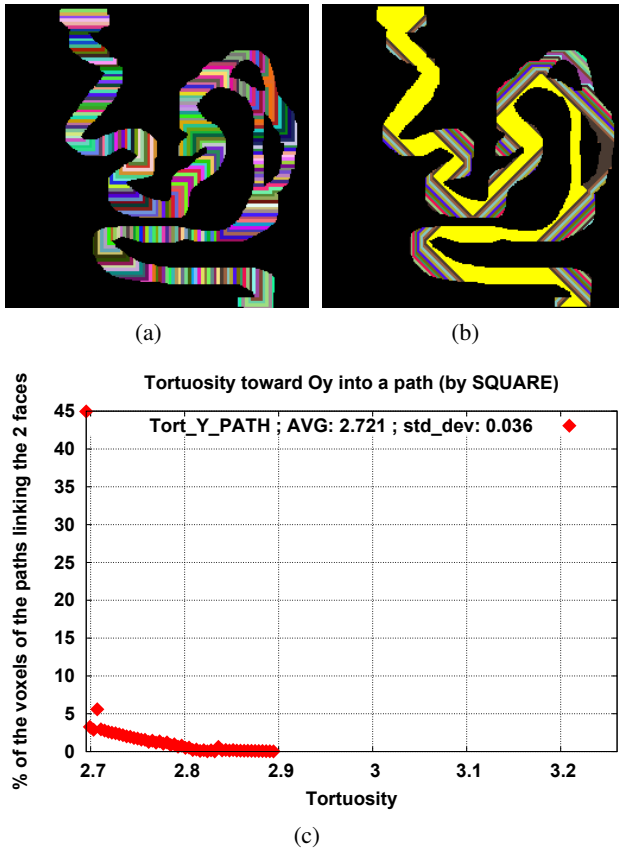 (a)
(b)
Tortuosity toward Oy into a path (by SQUARE)
% of the voxels of the paths linking the 2 faces
45
40
35
30
25
20
15
10
5
0
Tort_Y_PATH ; AVG: 2.721 ; std_dev: 0.036
2.7 2.8 2.9 3 3.1 3.2
Tortuosity
(c)